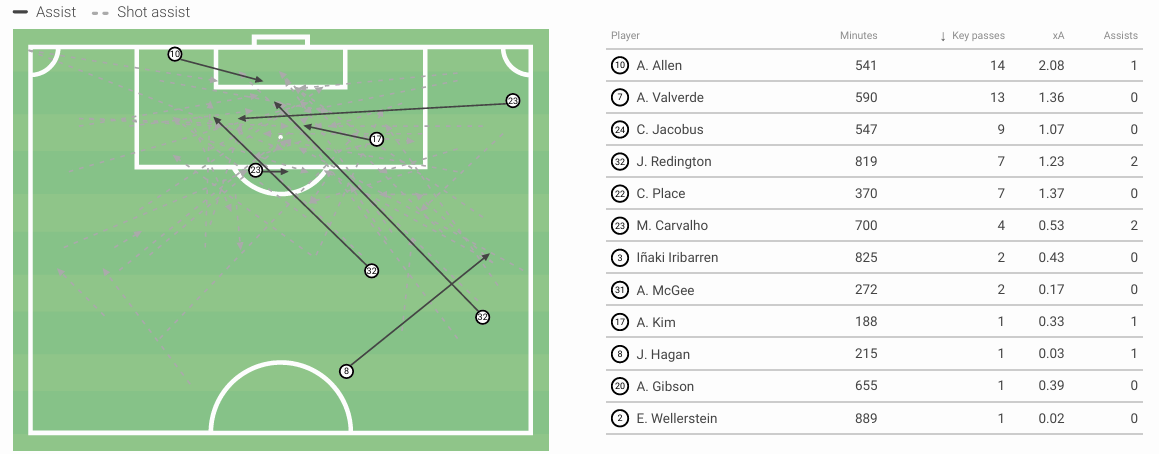 Assist Shot assist
10
23
17
23
32
32
8
Player Minutes ↓ Key passes xA Assists
10 A. Allen 541 14 2.08 1
7 A. Valverde 590 13 1.36 0
24 C. Jacobus 547 9 1.07 0
32 J. Redington 819 7 1.23 2
22 C. Place 370 7 1.37 0
23 M. Carvalho 700 4 0.53 2
3 Iñaki Iribarren 825 2 0.43 0
31 A. McGee 272 2 0.17 0
17 A. Kim 188 1 0.33 1
8 J. Hagan 215 1 0.03 1
20 A. Gibson 655 1 0.39 0
2 E. Wellerstein 889 1 0.02 0